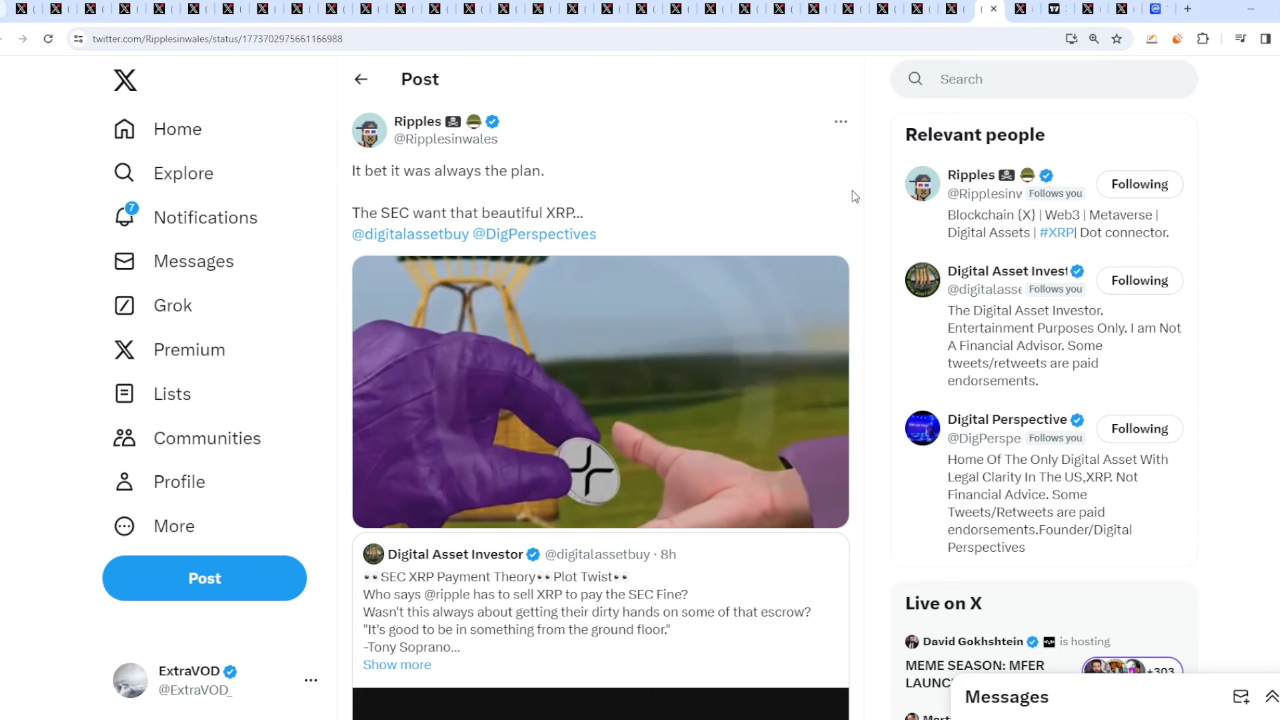 twitter.com/Ripplesinwales/status/1773702975661166988
Home
Explore
7
Notifications
Messages
Grok
Premium
Lists
Communities
Profile
More
Post
ExtraVOD
@ExtraVOD_
Post
Ripples
@Ripplesinwales
It bet it was always the plan.
The SEC want that beautiful XRP...
@digitalassetbuy @DigPerspectives
Digital Asset Investor @digitalassetbuy · 8h
👀SEC XRP Payment Theory👀Plot Twist👀
Who says @ripple has to sell XRP to pay the SEC Fine?
Wasn't this always about getting their dirty hands on some of that escrow?
"It's good to be in something from the ground floor."
-Tony Soprano...
Show more
Search
Relevant people
Ripples
@Ripplesinw Follows you
Following
Blockchain {X} | Web3 | Metaverse |
Digital Assets | #XRP| Dot connector.
Digital Asset Invest
@digitalasse Follows you
Following
The Digital Asset Investor.
Entertainment Purposes Only. I am Not
A Financial Advisor. Some
tweets/retweets are paid
endorsements.
Digital Perspective
@DigPerspe Follows you
Following
Home Of The Only Digital Asset With
Legal Clarity In The US,XRP. Not
Financial Advice. Some
Tweets/Retweets are paid
endorsements.Founder/Digital
Perspectives
Live on X
David Gokhshtein is hosting
MEME SEASON: MFER
LAUNC
+303
Messages